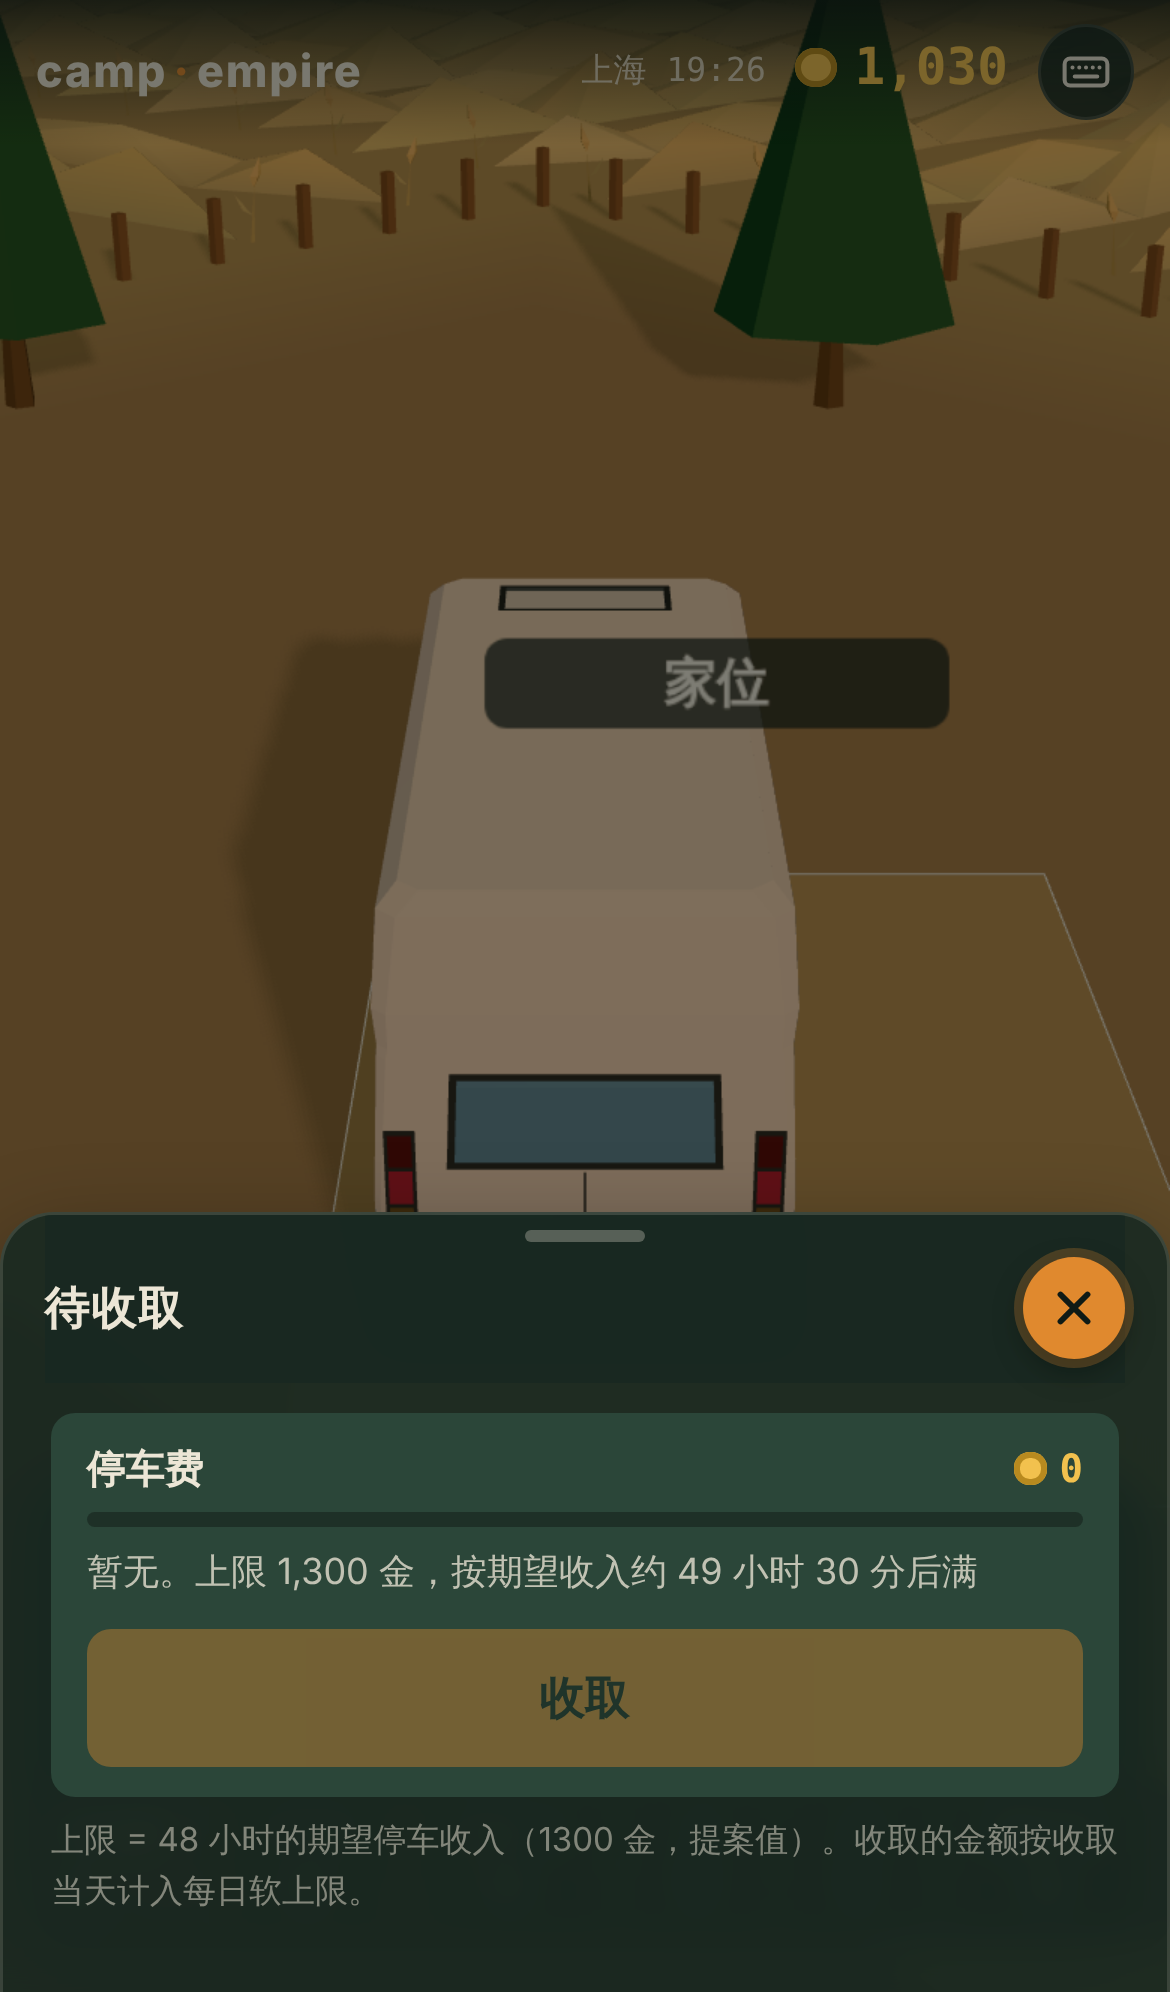 camp·empire
上海 19:26
1,030
家位
待收取
停车费
0
暂无。上限 1,300 金，按期望收入约 49 小时 30 分后满
收取
上限 = 48 小时的期望停车收入（1300 金，提案值）。收取的金额按收取
当天计入每日软上限。